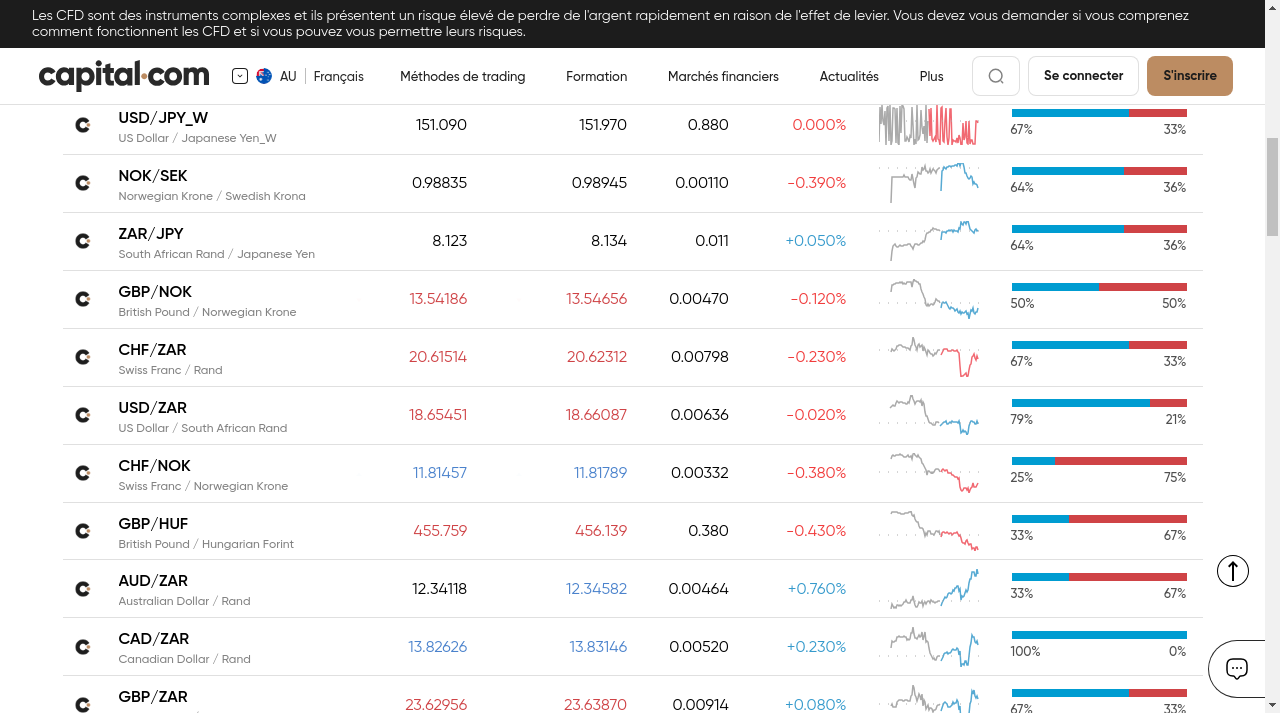 Les CFD sont des instruments complexes et ils présentent un risque élevé de perdre de l'argent rapidement en raison de l'effet de levier. Vous devez vous demander si vous comprenez
comment fonctionnent les CFD et si vous pouvez vous permettre leurs risques.
capital.com AU Français Méthodes de trading Formation Marchés financiers Actualités Plus Se connecter S'inscrire
USD/JPY_W 151.090 151.970 0.880 0.000%
US Dollar / Japanese Yen_W 67% 33%
NOK/SEK 0.98835 0.98945 0.00110 -0.390%
Norwegian Krone / Swedish Krona 64% 36%
ZAR/JPY 8.123 8.134 0.011 +0.050%
South African Rand / Japanese Yen 64% 36%
GBP/NOK 13.54186 13.54656 0.00470 -0.120%
British Pound / Norwegian Krone 50% 50%
CHF/ZAR 20.61514 20.62312 0.00798 -0.230%
Swiss Franc / Rand 67% 33%
USD/ZAR 18.65451 18.66087 0.00636 -0.020%
US Dollar / South African Rand 79% 21%
CHF/NOK 11.81457 11.81789 0.00332 -0.380%
Swiss Franc / Norwegian Krone 25% 75%
GBP/HUF 455.759 456.139 0.380 -0.430%
British Pound / Hungarian Forint 33% 67%
AUD/ZAR 12.34118 12.34582 0.00464 +0.760%
Australian Dollar / Rand 33% 67%
CAD/ZAR 13.82626 13.83146 0.00520 +0.230%
Canadian Dollar / Rand 100% 0%
GBP/ZAR 23.62956 23.63870 0.00914 +0.080%
67% 33%